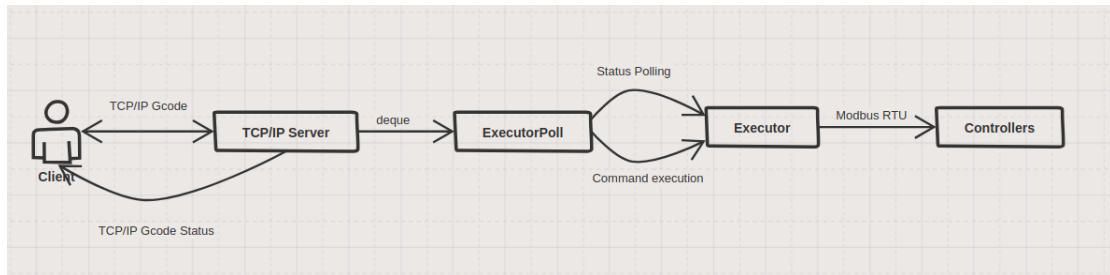 Status Polling
TCP/IP Gcode
deque
Modbus RTU
TCP/IP Server
ExecutorPoll
Executor
Controllers
Client
Command execution
TCP/IP Gcode Status